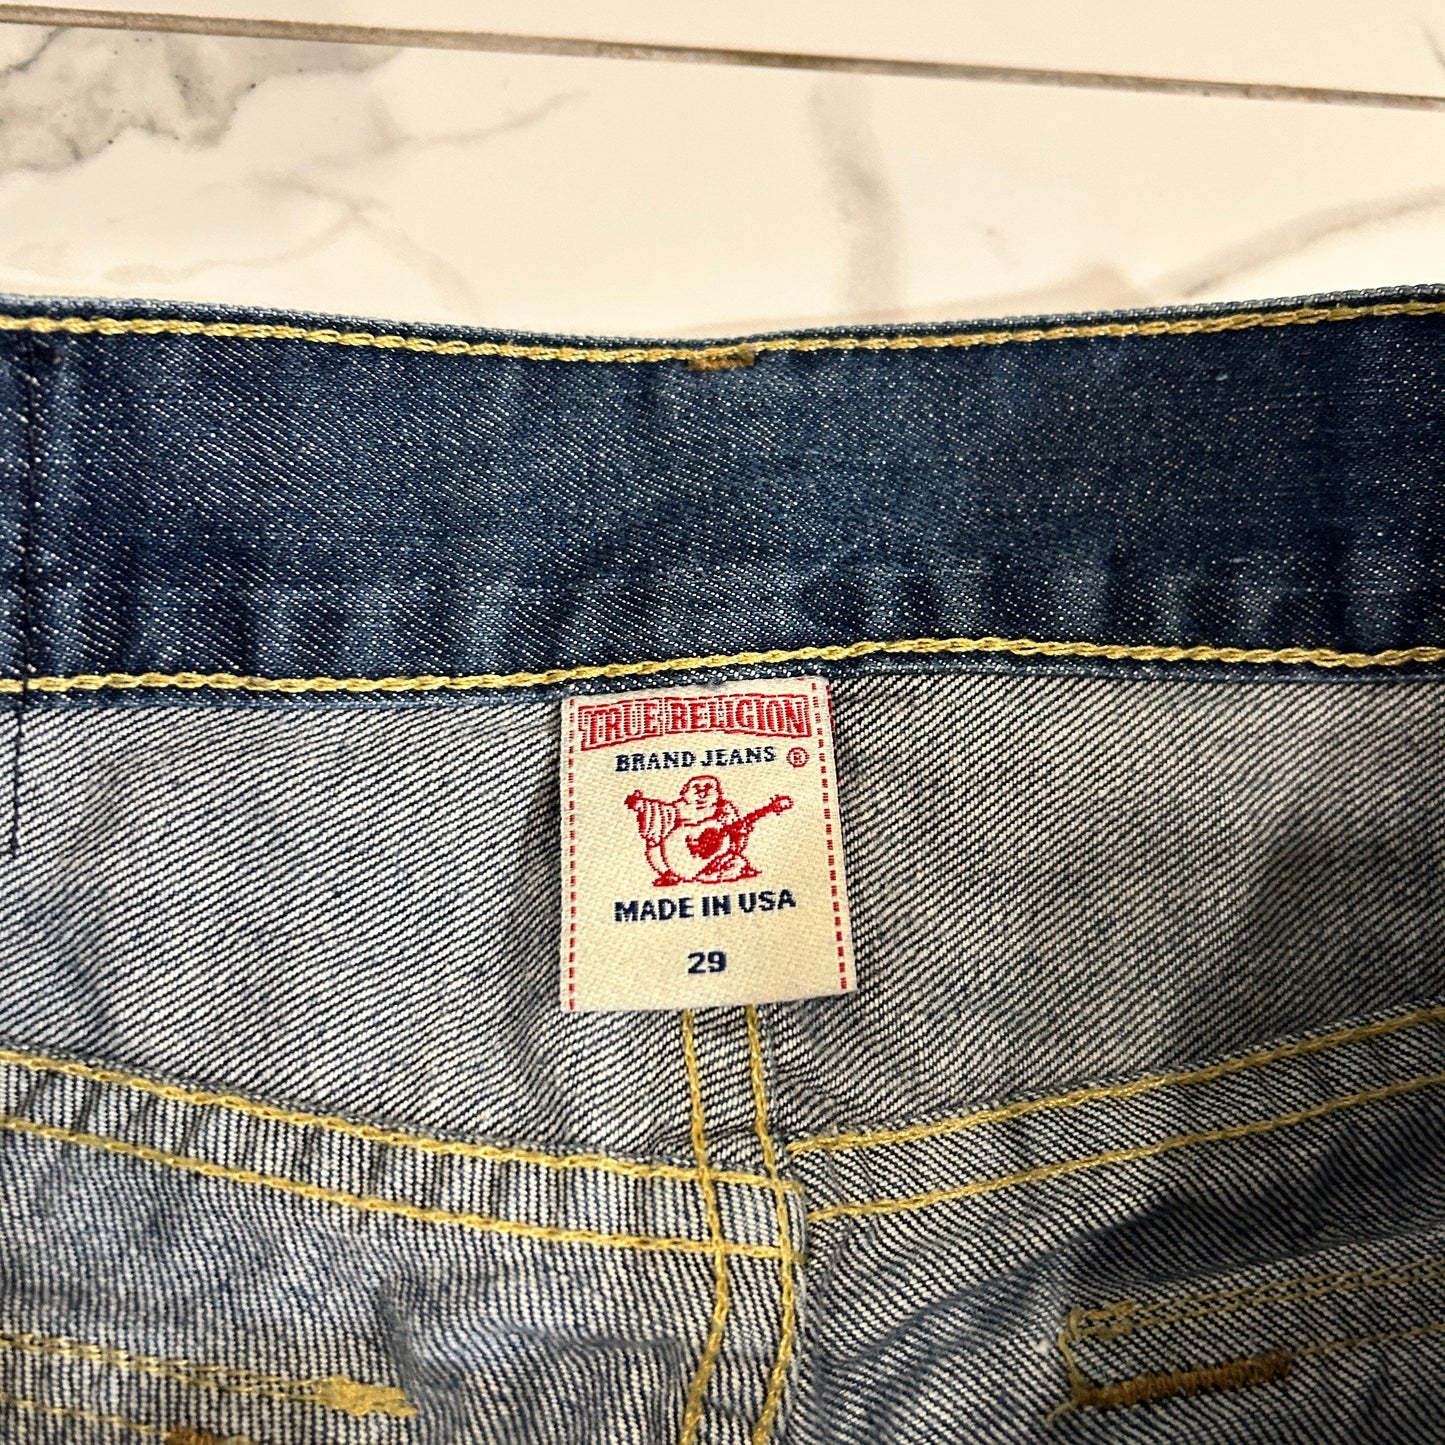 TRUE RELIGION
BRAND JEANS ®
MADE IN USA
29